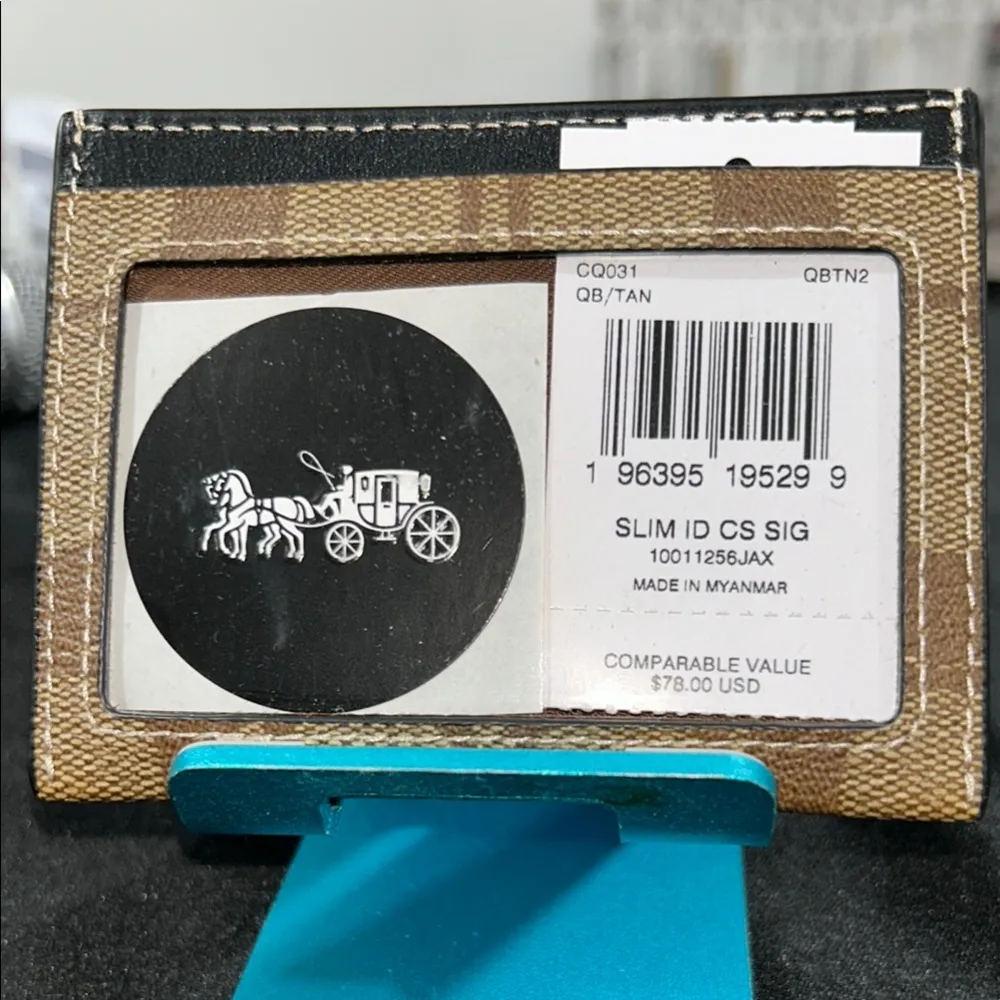 CQ031 QBTN2
QB/TAN
1 96395 19529 9
SLIM ID CS SIG
10011256JAX
MADE IN MYANMAR
COMPARABLE VALUE
$78.00 USD